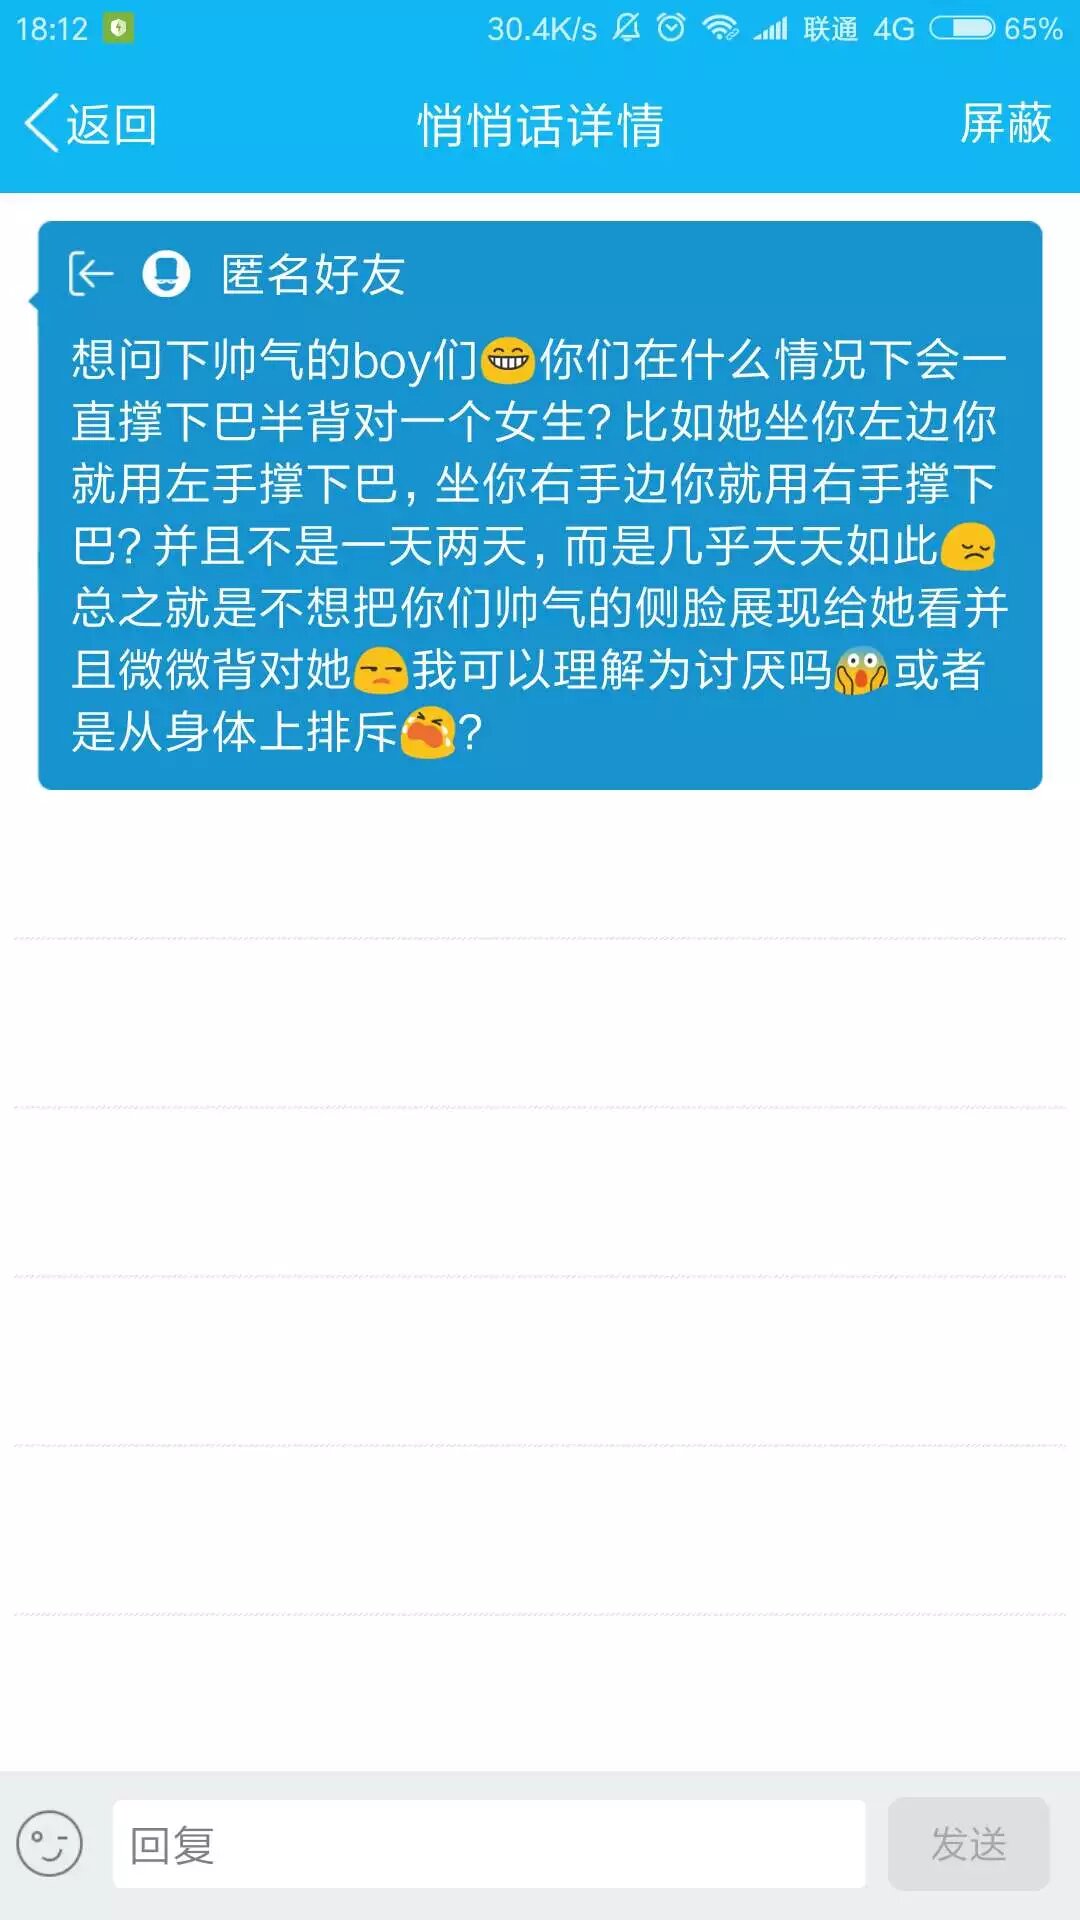 18:12 30.4K/s 联通 4G 65%
返回 悄悄话详情 屏蔽
匿名好友
想问下帅气的boy们😁你们在什么情况下会一
直撑下巴半背对一个女生?比如她坐你左边你
就用左手撑下巴,坐你右手边你就用右手撑下
巴?并且不是一天两天,而是几乎天天如此😔
总之就是不想把你们帅气的侧脸展现给她看并
且微微背对她😒我可以理解为讨厌吗😱或者
是从身体上排斥😭?
回复 发送